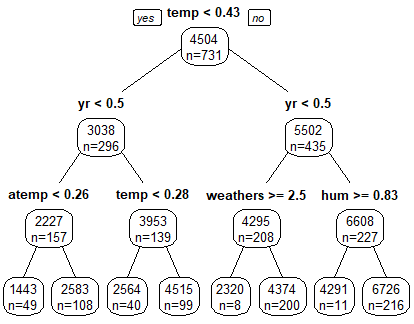 yes temp < 0.43 no
4504
n=731
yr < 0.5 yr < 0.5
3038 5502
n=296 n=435
atemp < 0.26 temp < 0.28 weathers >= 2.5 hum >= 0.83
2227 3953 4295 6608
n=157 n=139 n=208 n=227
1443 2583 2564 4515 2320 4374 4291 6726
n=49 n=108 n=40 n=99 n=8 n=200 n=11 n=216